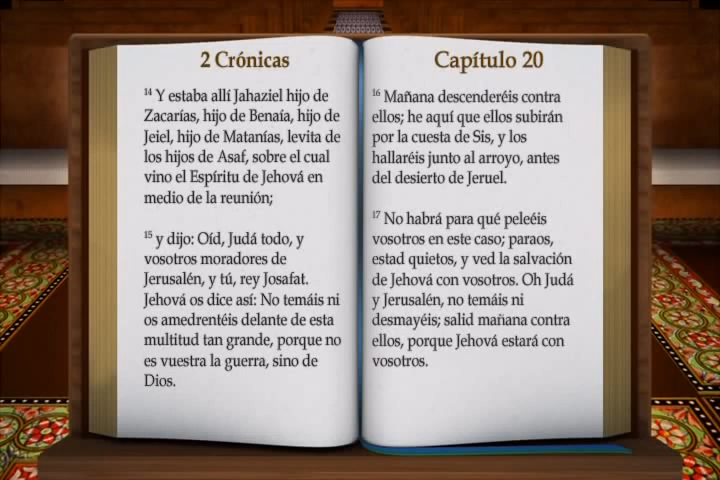 2 Crónicas
14 Y estaba allí Jahaziel hijo de
Zacarías, hijo de Benaía, hijo de
Jeiel, hijo de Matanías, levita de
los hijos de Asaf, sobre el cual
vino el Espíritu de Jehová en
medio de la reunión;
15 y dijo: Oíd, Judá todo, y
vosotros moradores de
Jerusalén, y tú, rey Josafat.
Jehová os dice así: No temáis ni
os amedrentéis delante de esta
multitud tan grande, porque no
es vuestra la guerra, sino de
Dios.
Capítulo 20
16 Mañana descenderéis contra
ellos; he aquí que ellos subirán
por la cuesta de Sis, y los
hallaréis junto al arroyo, antes
del desierto de Jeruel.
17 No habrá para qué peleéis
vosotros en este caso; paraos,
estad quietos, y ved la salvación
de Jehová con vosotros. Oh Judá
y Jerusalén, no temáis ni
desmayéis; salid mañana contra
ellos, porque Jehová estará con
vosotros.